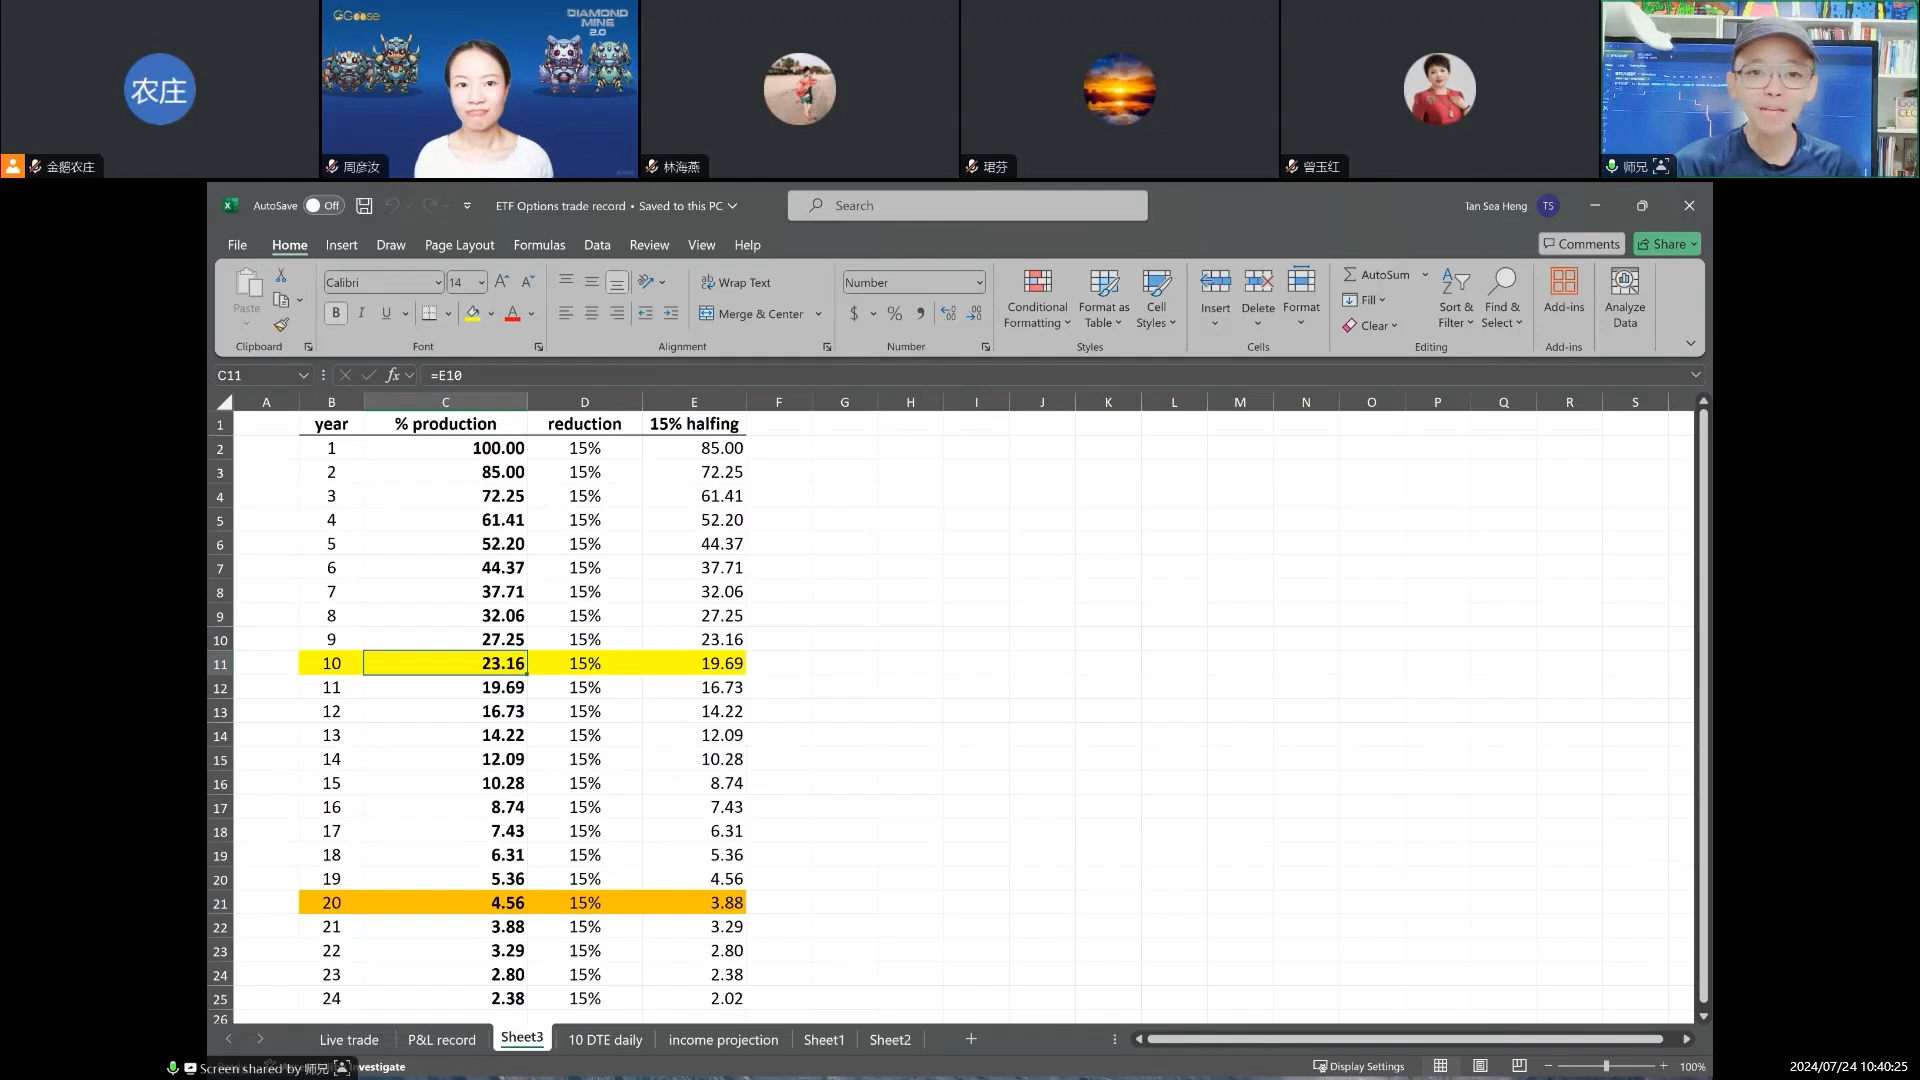 GGoose
DIAMOND
MINE
2.0
农庄
金鹅农庄
周彦汝
林海燕
珺芬
曾玉红
师兄
AutoSave Off ETF Options trade record • Saved to this PC Search Tan Sea Heng TS
File Home Insert Draw Page Layout Formulas Data Review View Help Comments Share
Paste Calibri 14 Wrap Text Number Conditional Formatting Format as Table Cell Styles Insert Delete Format AutoSum Sort & Filter Find & Select Add-ins Analyze Data
B I U Merge & Center $ % Fill
Clear
Clipboard Font Alignment Number Styles Cells Editing Add-ins
C11 fx =E10
A B C D E F G H I J K L M N O P Q R S
1 year % production reduction 15% halfing
2 1 100.00 15% 85.00
3 2 85.00 15% 72.25
4 3 72.25 15% 61.41
5 4 61.41 15% 52.20
6 5 52.20 15% 44.37
7 6 44.37 15% 37.71
8 7 37.71 15% 32.06
9 8 32.06 15% 27.25
10 9 27.25 15% 23.16
11 10 23.16 15% 19.69
12 11 19.69 15% 16.73
13 12 16.73 15% 14.22
14 13 14.22 15% 12.09
15 14 12.09 15% 10.28
16 15 10.28 15% 8.74
17 16 8.74 15% 7.43
18 17 7.43 15% 6.31
19 18 6.31 15% 5.36
20 19 5.36 15% 4.56
21 20 4.56 15% 3.88
22 21 3.88 15% 3.29
23 22 3.29 15% 2.80
24 23 2.80 15% 2.38
25 24 2.38 15% 2.02
26
Live trade P&L record Sheet3 10 DTE daily income projection Sheet1 Sheet2
Screen shared by 师兄 Display Settings 100%
2024/07/24 10:40:25